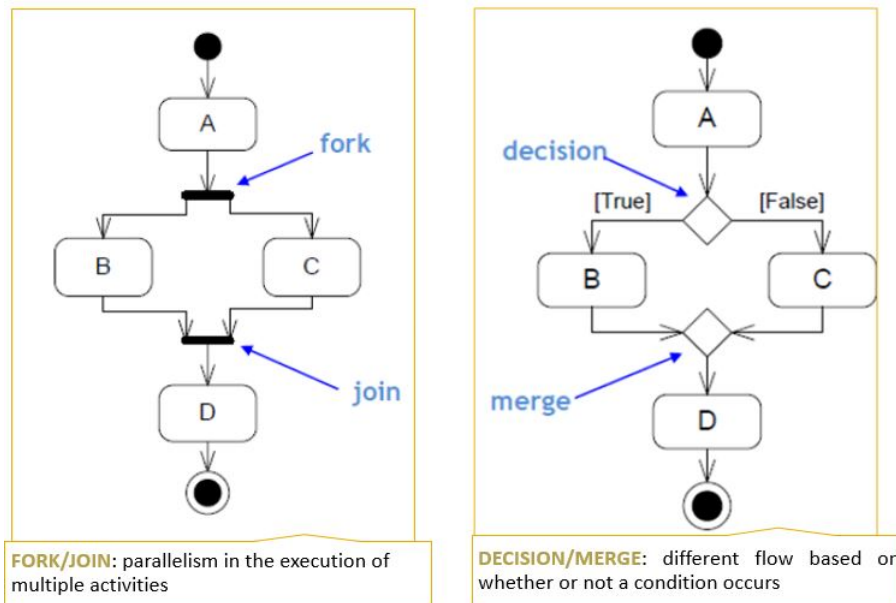 A
fork
B
C
join
D
FORK/JOIN: parallelism in the execution of
multiple activities
A
decision
[True]
[False]
B
C
merge
D
DECISION/MERGE: different flow based on
whether or not a condition occurs